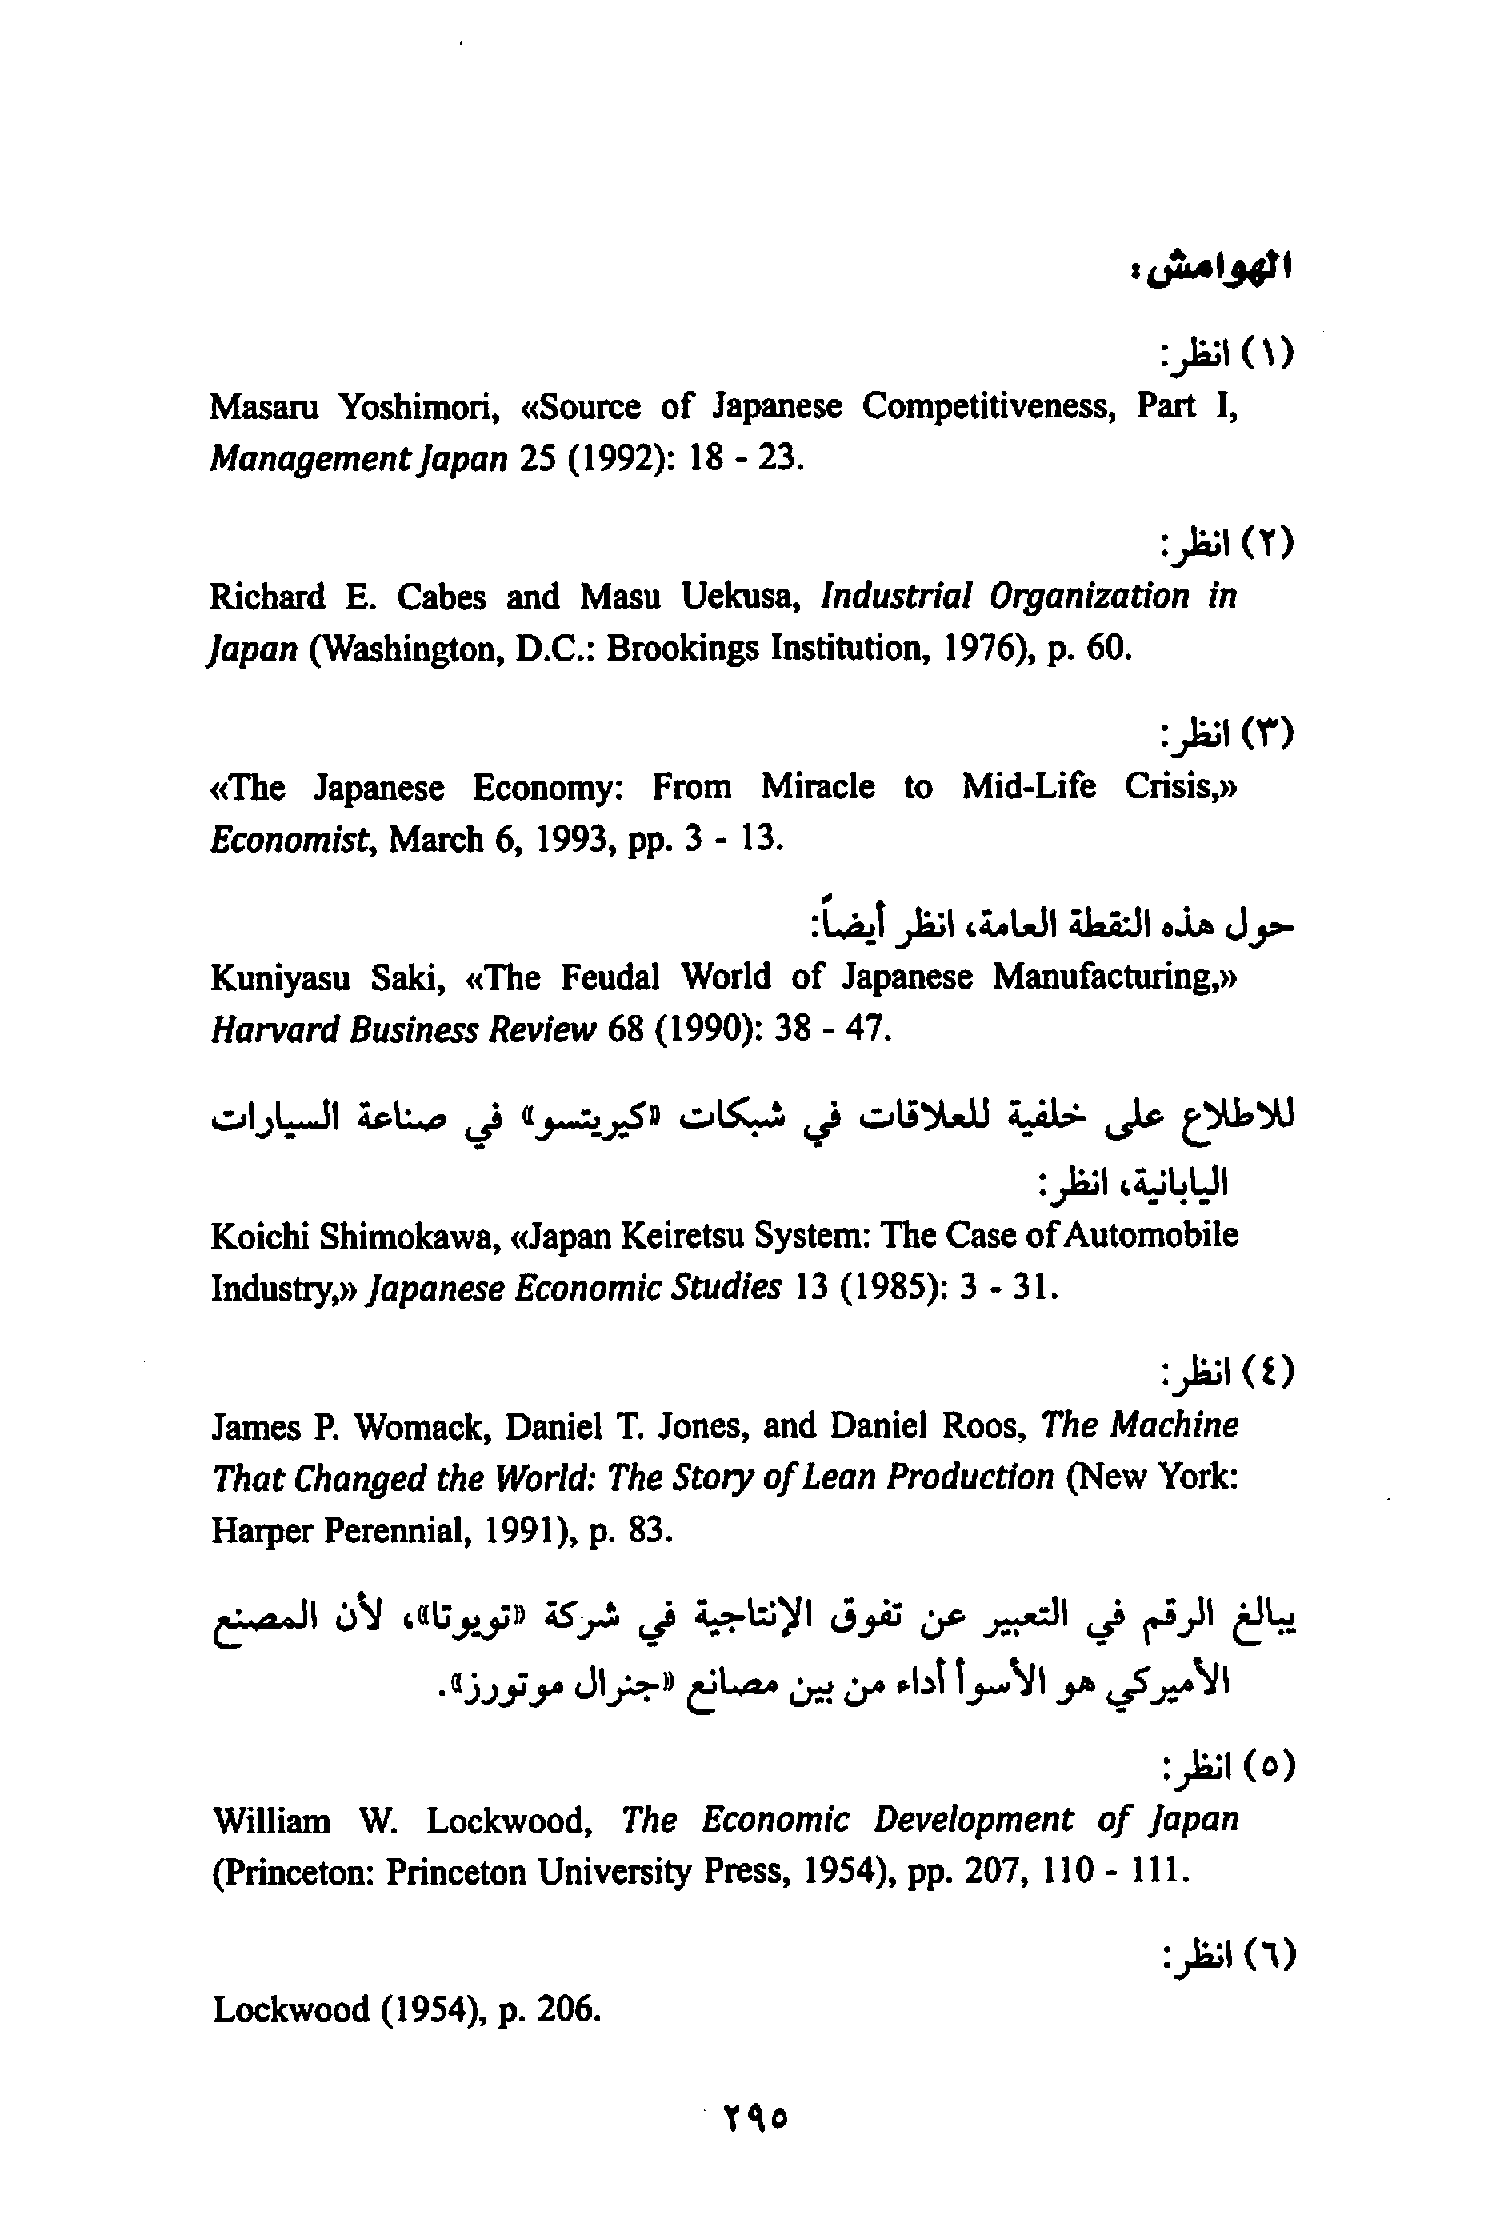 الهوامش:
(١) انظر:
Masaru Yoshimori, «Source of Japanese Competitiveness, Part I,
Management Japan 25 (1992): 18 - 23.
(٢) انظر:
Richard E. Cabes and Masu Uekusa, Industrial Organization in
Japan (Washington, D.C.: Brookings Institution, 1976), p. 60.
(٣) انظر:
«The Japanese Economy: From Miracle to Mid-Life Crisis,»
Economist, March 6, 1993, pp. 3 - 13.
حول هذه النقطة العامة، انظر أيضاً:
Kuniyasu Saki, «The Feudal World of Japanese Manufacturing,»
Harvard Business Review 68 (1990): 38 - 47.
للاطلاع على خلفية للعلاقات في شبكات «كيريتسو» في صناعة السيارات
اليابانية، انظر:
Koichi Shimokawa, «Japan Keiretsu System: The Case of Automobile
Industry,» Japanese Economic Studies 13 (1985): 3 - 31.
(٤) انظر:
James P. Womack, Daniel T. Jones, and Daniel Roos, The Machine
That Changed the World: The Story of Lean Production (New York:
Harper Perennial, 1991), p. 83.
يبالغ الرقم في التعبير عن تفوق الإنتاجية في شركة «تويوتا»، لأن المصنع
الأميركي هو الأسوأ أداء من بين مصانع «جنرال موتورز».
(٥) انظر:
William W. Lockwood, The Economic Development of Japan
(Princeton: Princeton University Press, 1954), pp. 207, 110 - 111.
(٦) انظر:
Lockwood (1954), p. 206.
٢٩٥